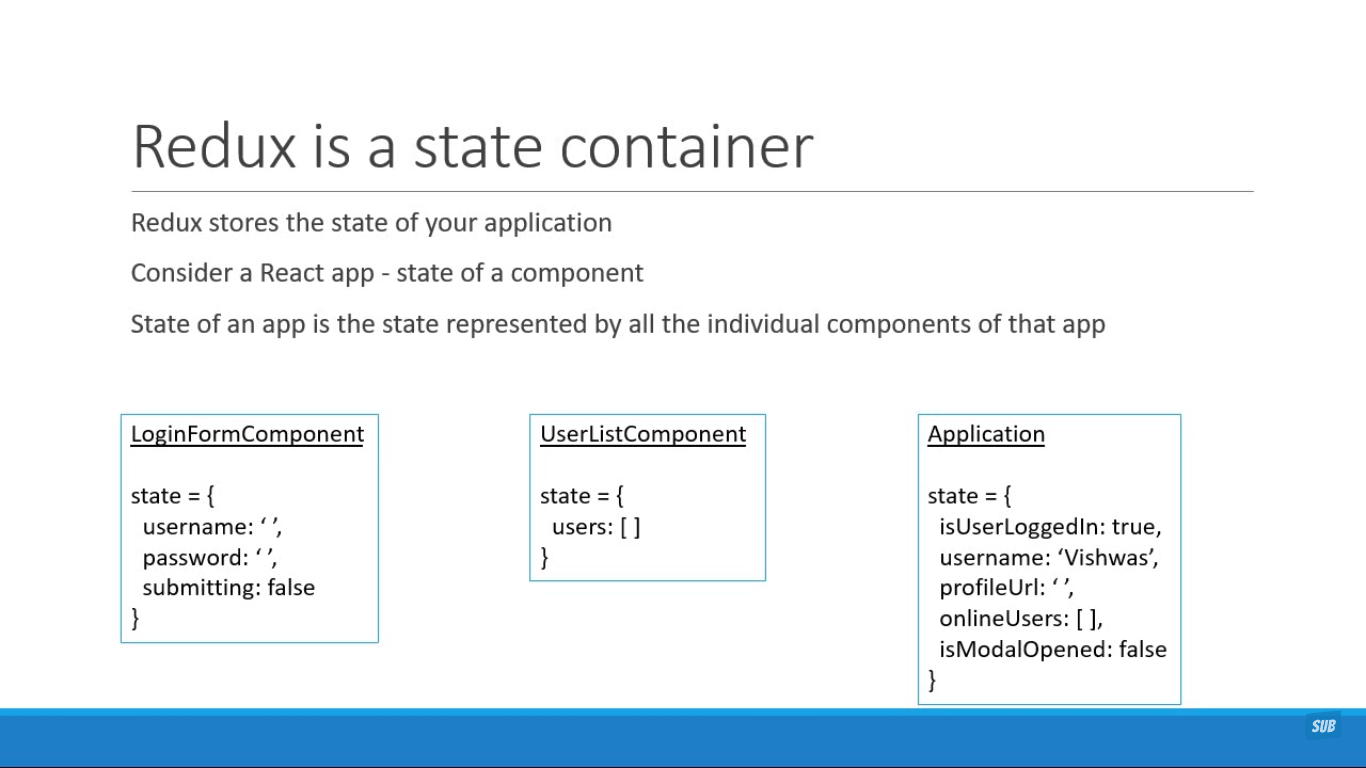 Redux is a state container
Redux stores the state of your application
Consider a React app - state of a component
State of an app is the state represented by all the individual components of that app
LoginFormComponent
state = {
username: ‘ ’,
password: ‘ ’,
submitting: false
}
UserListComponent
state = {
users: [ ]
}
Application
state = {
isUserLoggedIn: true,
username: ‘Vishwas’,
profileUrl: ‘ ’,
onlineUsers: [ ],
isModalOpened: false
}
SUB